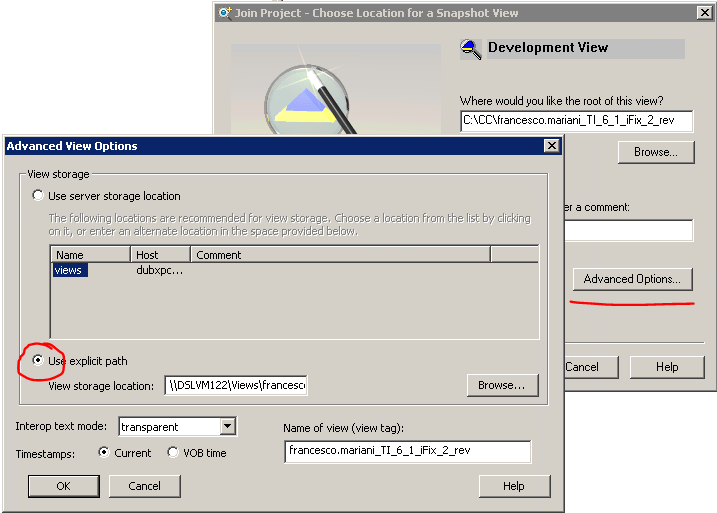 Join Project - Choose Location for a Snapshot View
Development View
Where would you like the root of this view?
C:\CC\francesco.mariani_TI_6_1_iFix_2_rev
Browse...
er a comment:
Advanced Options...
Cancel
Help
Advanced View Options
View storage
Use server storage location
The following locations are recommended for view storage. Choose a location from the list by clicking
on it, or enter an alternate location in the space provided below.
Name Host Comment
views dubxpc...
Use explicit path
View storage location: \\DSLVM122\Views\francesc
Browse...
Interop text mode: transparent
Name of view (view tag):
Timestamps: Current VOB time
francesco.mariani_TI_6_1_iFix_2_rev
OK Cancel Help